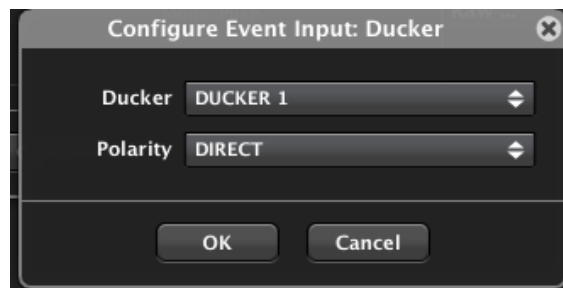 Configure Event Input: Ducker
Ducker DUCKER 1
Polarity DIRECT
OK Cancel